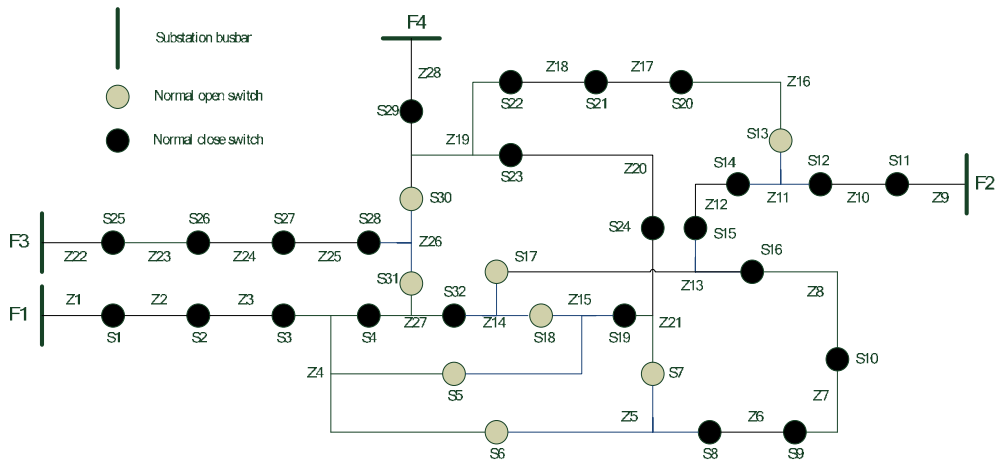 F4
Substation busbar
Z28
Z18
Z17
Z16
Normal open switch
S22
S21
S20
S29
S13
Normal close switch
Z19
S14
S12
S11
S23
Z20
F2
Z11
Z10
Z9
S30
Z12
S25
S26
S27
S28
S24
S15
F3
Z26
S17
S16
Z22
Z23
Z24
Z25
S31
Z13
Z8
Z1
Z2
Z3
S32
Z15
F1
Z27
Z14
Z21
S1
S2
S3
S4
S18
S19
S10
Z4
S7
S5
Z7
Z5
Z6
S6
S8
S9